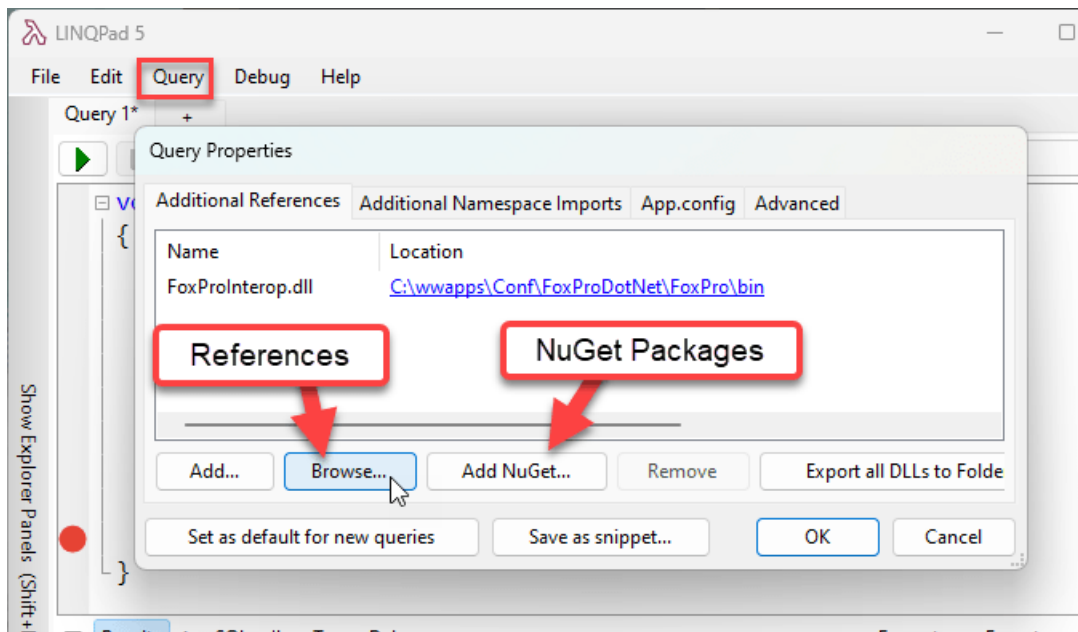 LINQPad 5
File Edit Query Debug Help
Query 1* +
Query Properties
Additional References Additional Namespace Imports App.config Advanced
{
Name Location
FoxProInterop.dll C:\wwapps\Conf\FoxProDotNet\FoxPro\bin
References NuGet Packages
Add... Browse... Add NuGet... Remove Export all DLLs to Folde
Set as default for new queries Save as snippet... OK Cancel
}
Show Explorer Panels (Shift+